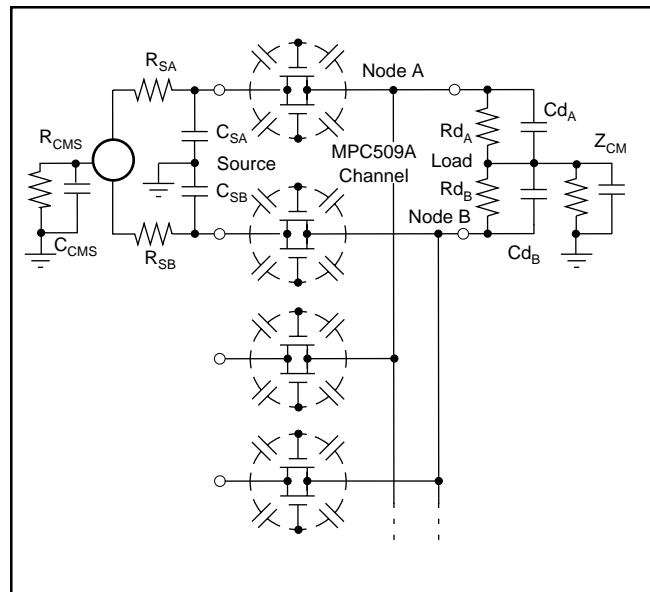 R_SA
Node A
Cd_A
R_CMS
C_SA
Rd_A
Z_CM
MPC509A
Channel
Source
Load
C_SB
Rd_B
Node B
C_CMS
R_SB
Cd_B